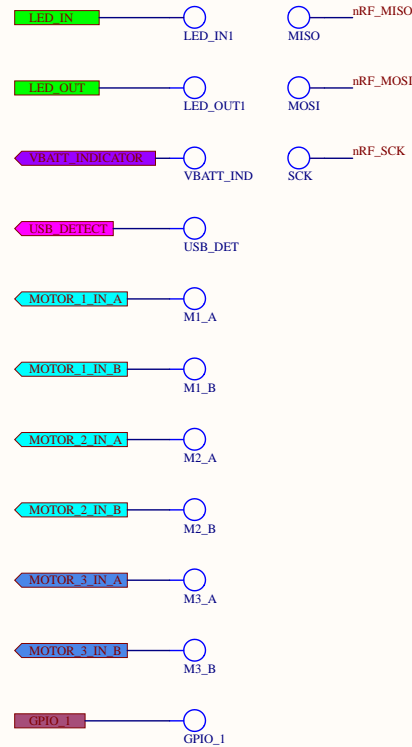 LED_IN
LED_IN1
MISO
nRF_MISO
LED_OUT
LED_OUT1
MOSI
nRF_MOSI
VBATT_INDICATOR
VBATT_IND
SCK
nRF_SCK
USB_DETECT
USB_DET
MOTOR_1_IN_A
M1_A
MOTOR_1_IN_B
M1_B
MOTOR_2_IN_A
M2_A
MOTOR_2_IN_B
M2_B
MOTOR_3_IN_A
M3_A
MOTOR_3_IN_B
M3_B
GPIO_1
GPIO_1